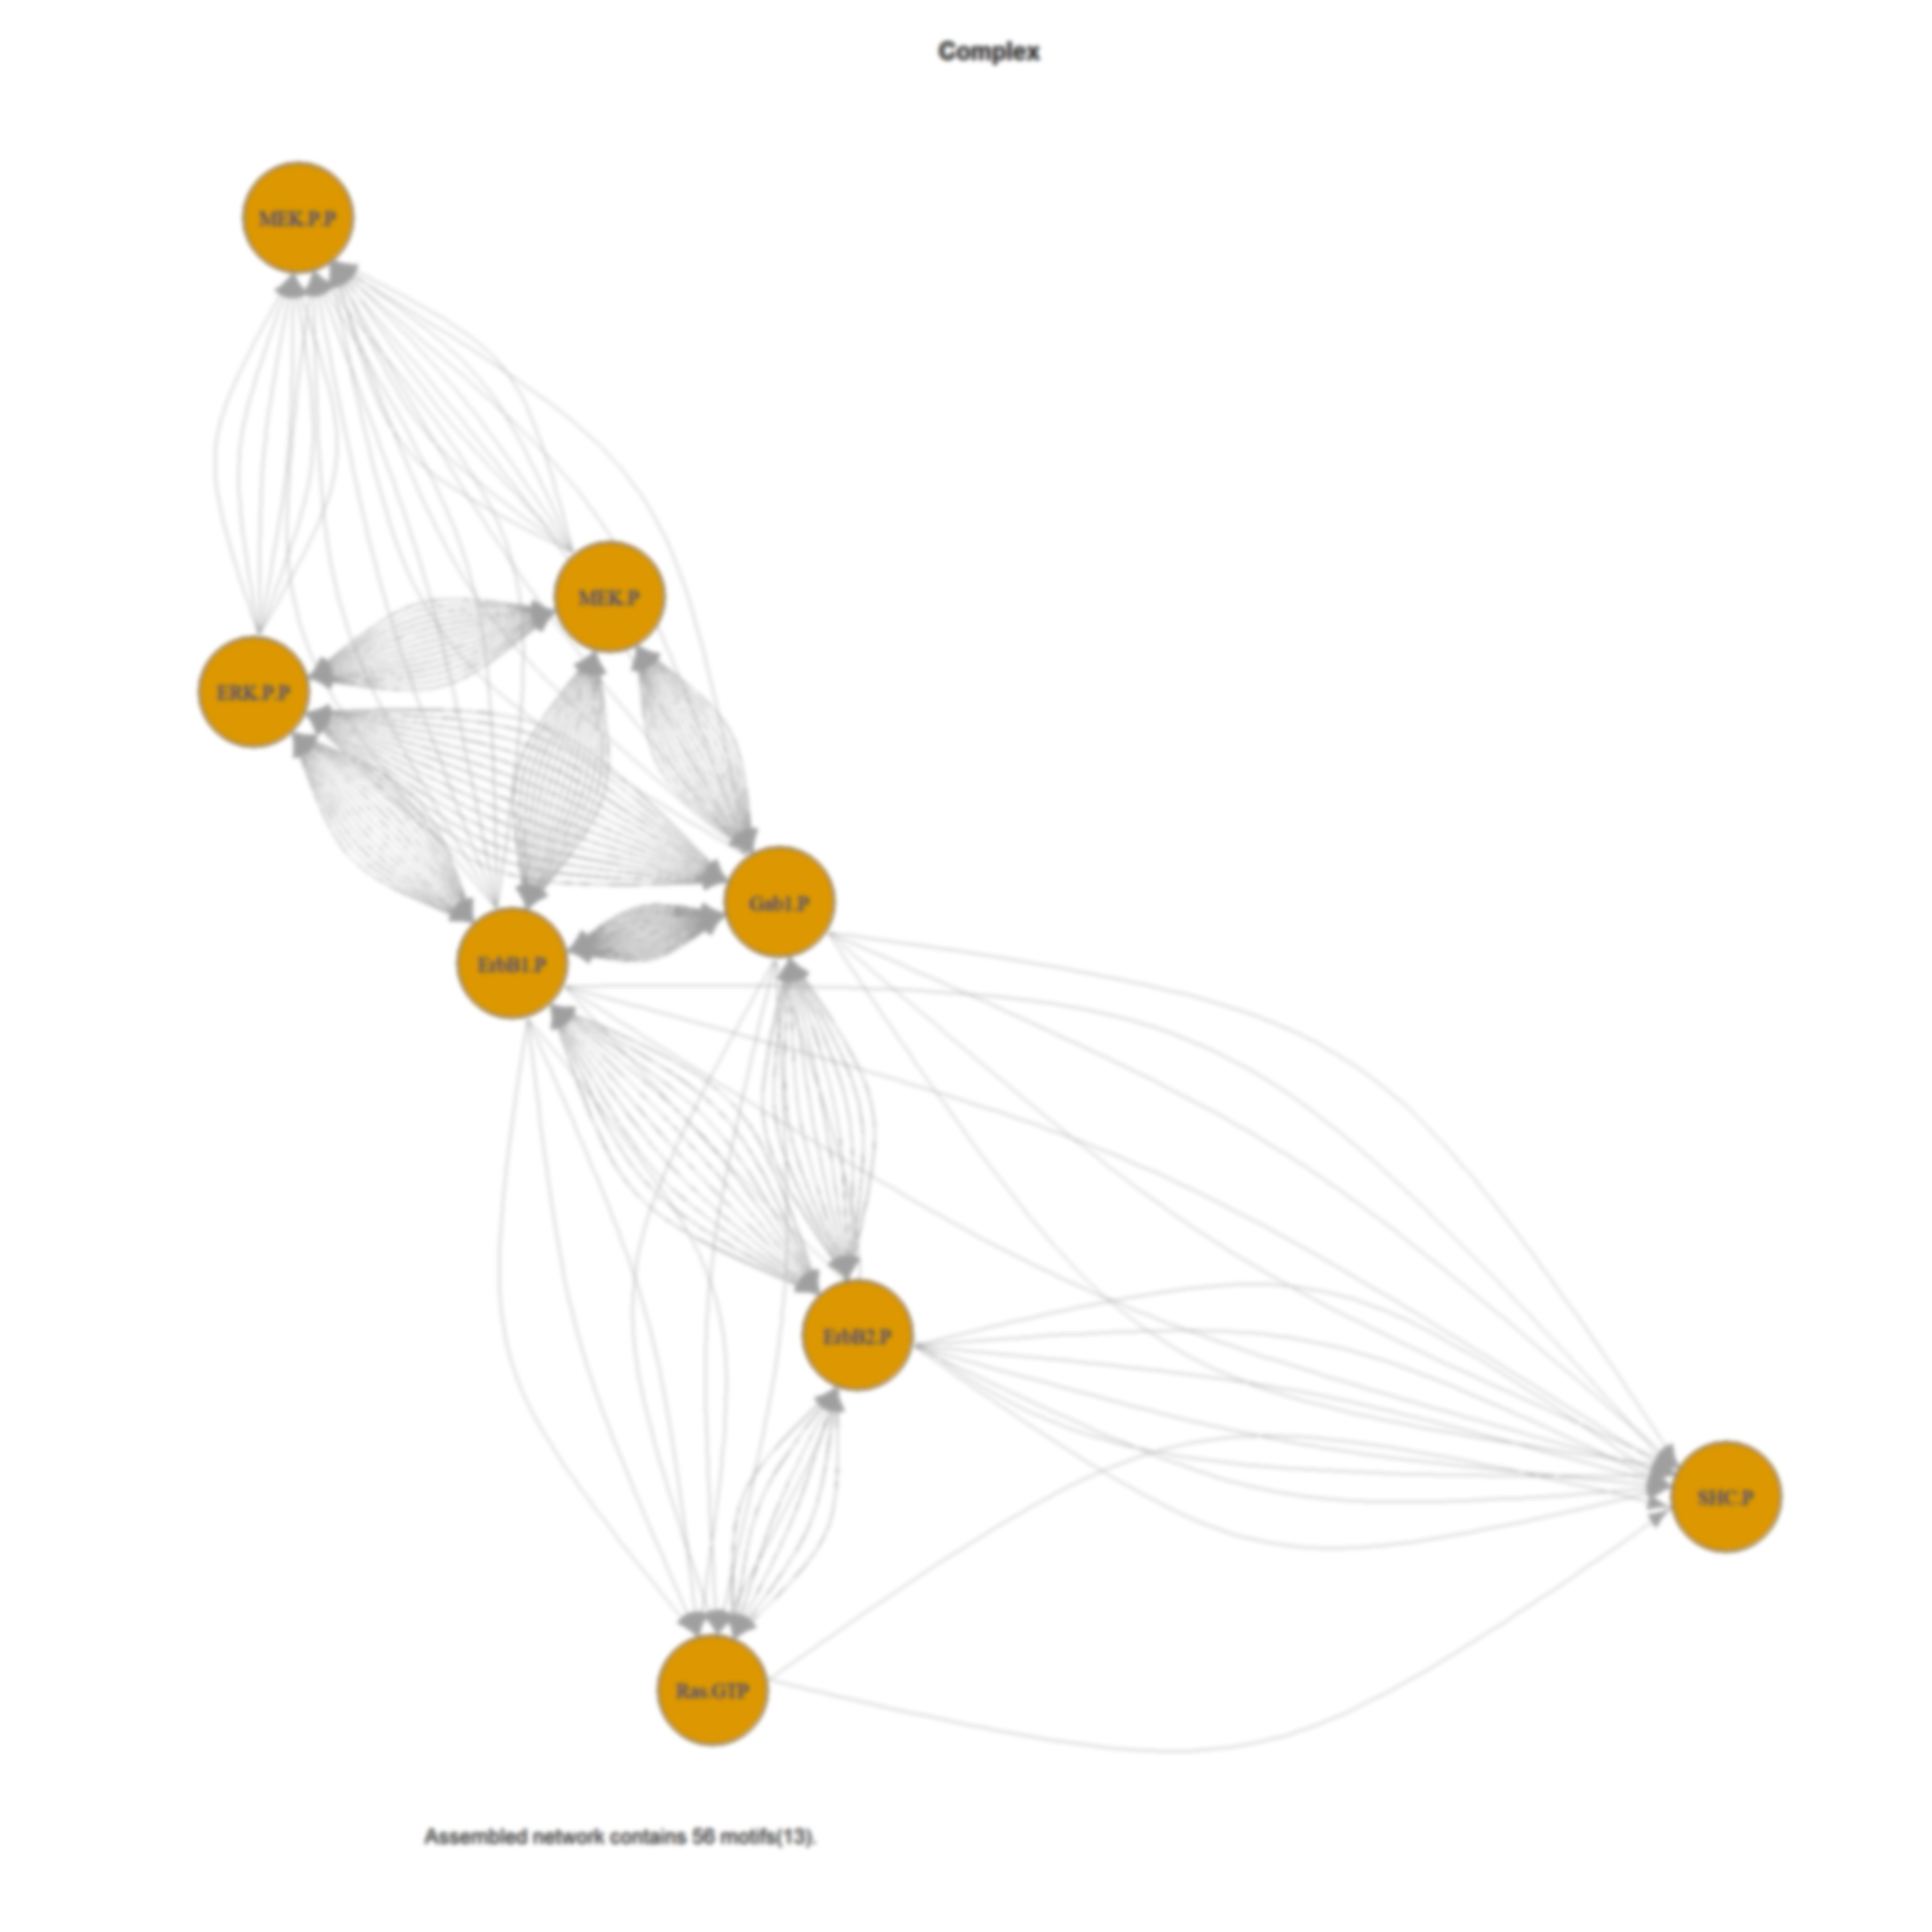 Complex
MEK.P.P
MEK.P
ERK.P.P
Gab1.P
ErbB1.P
ErbB2.P
SHC.P
Ras.GTP
Assembled network contains 56 motifs(13).